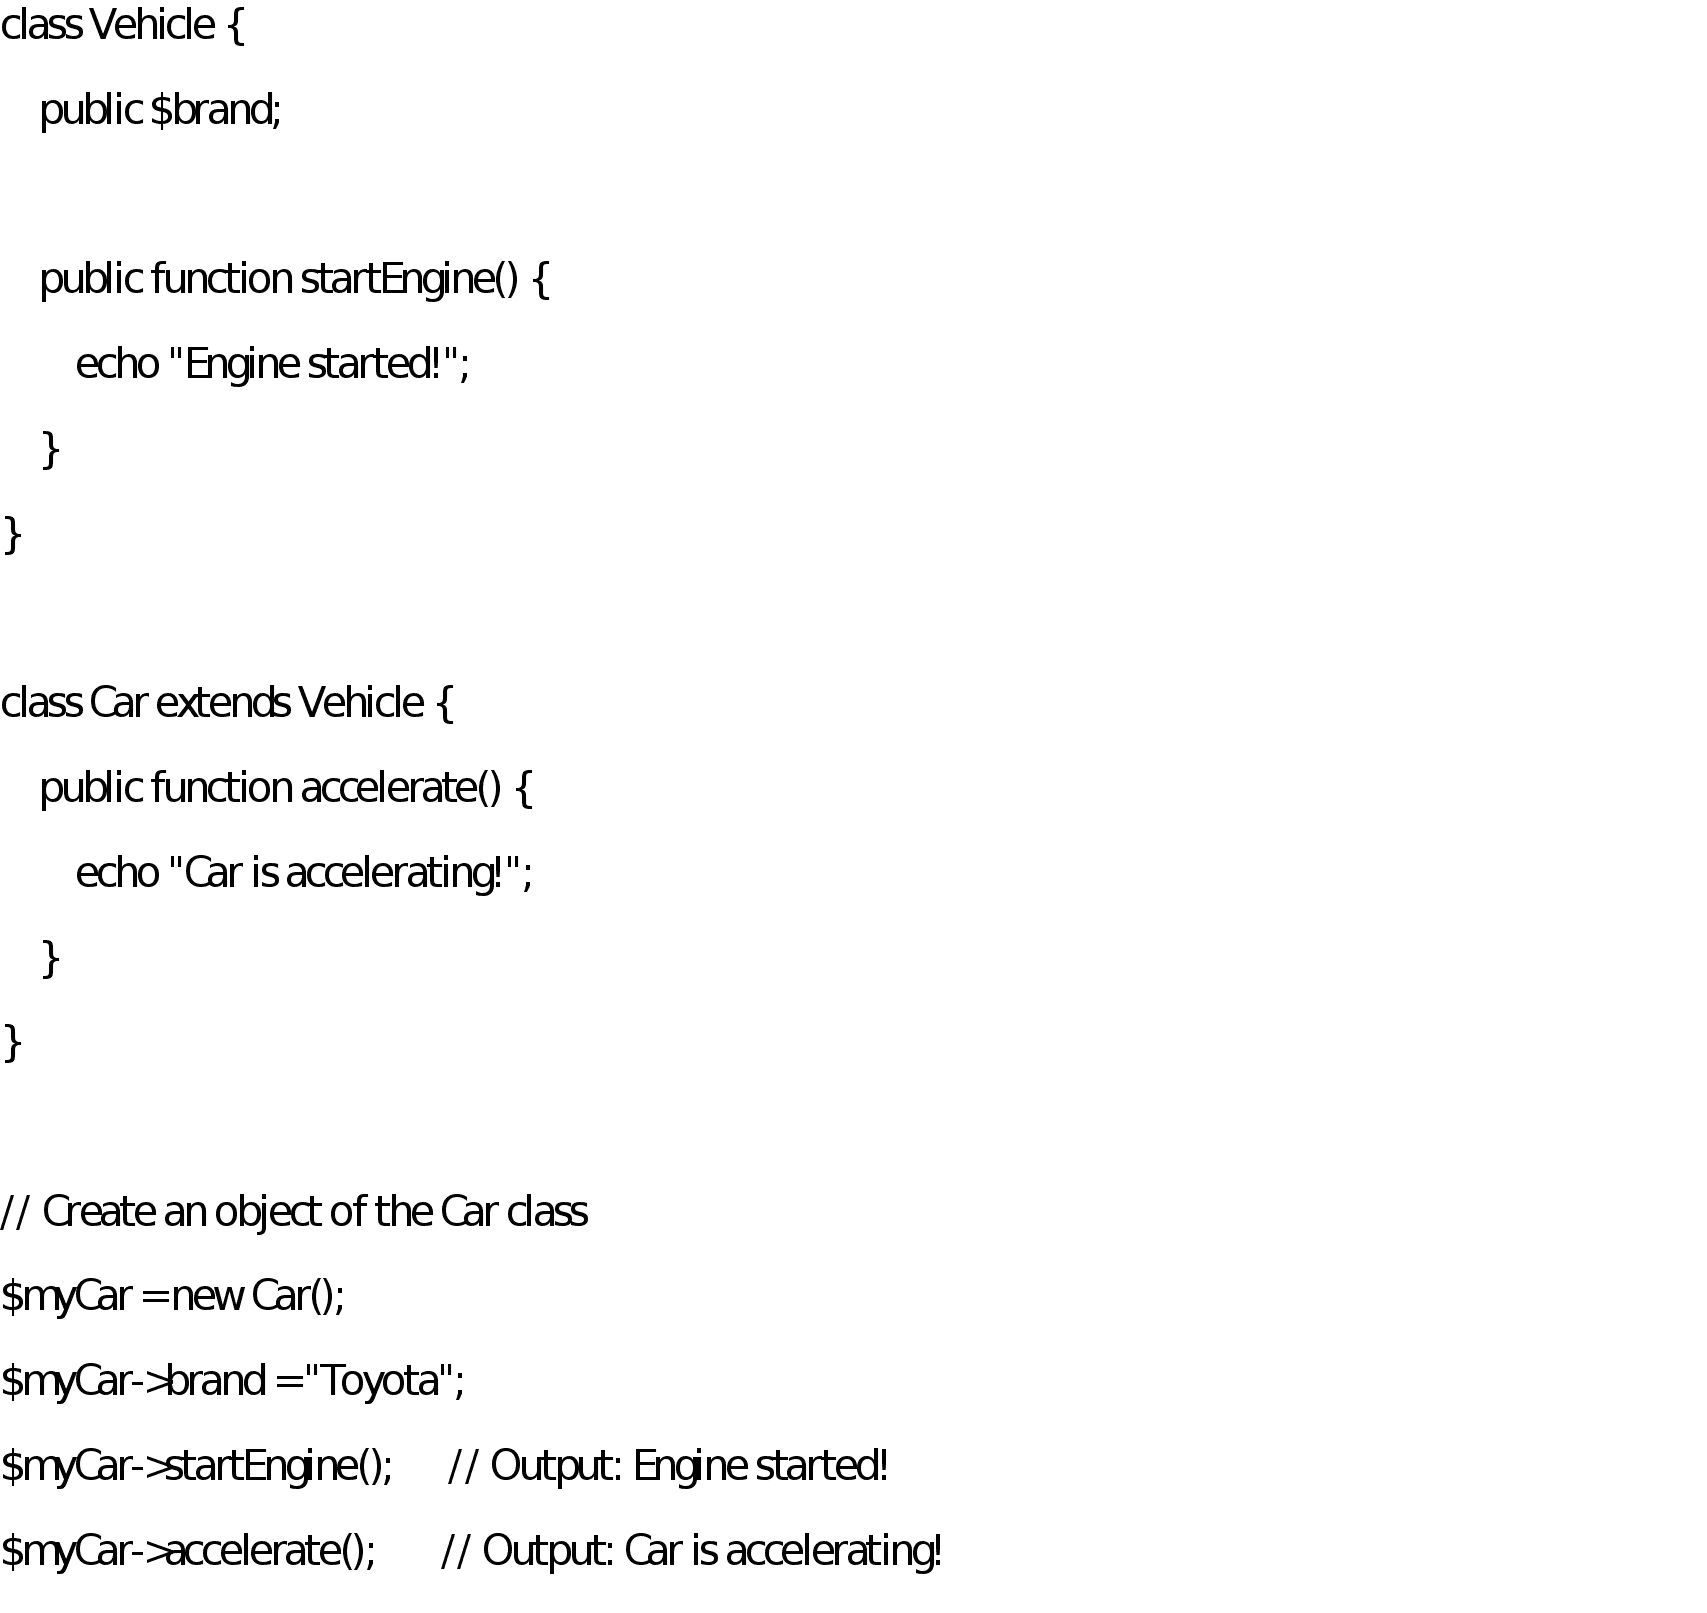 class Vehicle {
    public $brand;

    public function startEngine() {
        echo "Engine started!";
    }
}

class Car extends Vehicle {
    public function accelerate() {
        echo "Car is accelerating!";
    }
}

// Create an object of the Car class
$myCar = new Car();
$myCar->brand = "Toyota";
$myCar->startEngine();      // Output: Engine started!
$myCar->accelerate();       // Output: Car is accelerating!